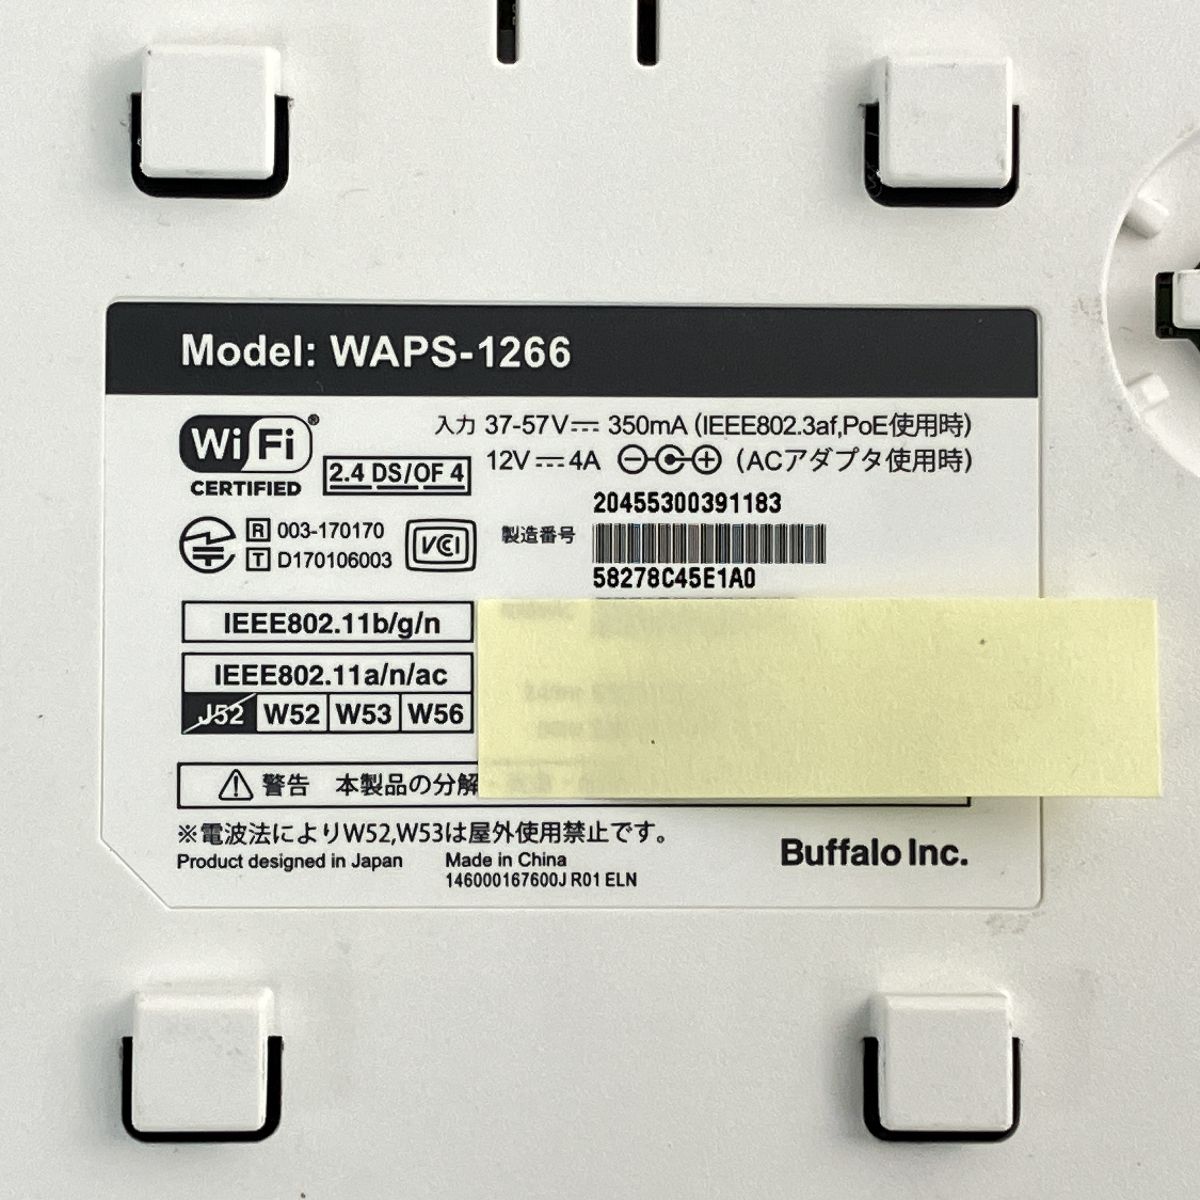 Model: WAPS-1266
Wi Fi®
CERTIFIED
2.4 DS/OF 4
入力 37-57V⎓ 350mA (IEEE802.3af,PoE使用時)
12V⎓4A (ACアダプタ使用時)
R 003-170170
T D170106003
VCCI
製造番号
20455300391183
58278C45E1A0
IEEE802.11b/g/n
IEEE802.11a/n/ac
J52 W52 W53 W56
警告 本製品の分解
※電波法によりW52,W53は屋外使用禁止です。
Product designed in Japan Made in China
146000167600J R01 ELN
Buffalo Inc.